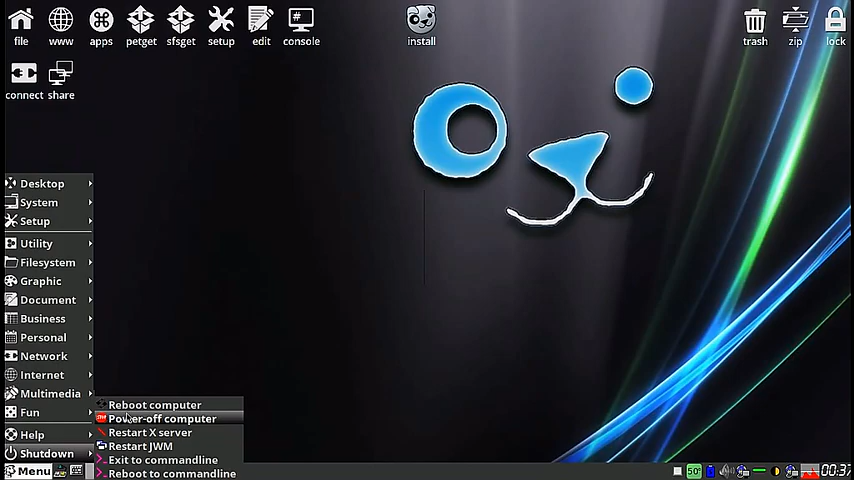 file www apps petget sfsget setup edit console install trash zip lock
connect share
Desktop
System
Setup
Utility
Filesystem
Graphic
Document
Business
Personal
Network
Internet
Multimedia
Fun
Help
Shutdown
Reboot computer
Power-off computer
Restart X server
Restart JWM
Exit to commandline
Reboot to commandline
Menu 50° 00:37